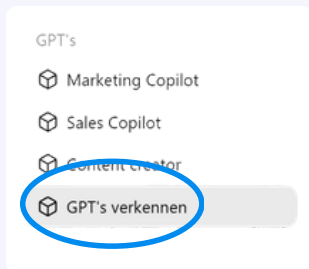 GPT's
Marketing Copilot
Sales Copilot
Content creator
GPT's verkennen